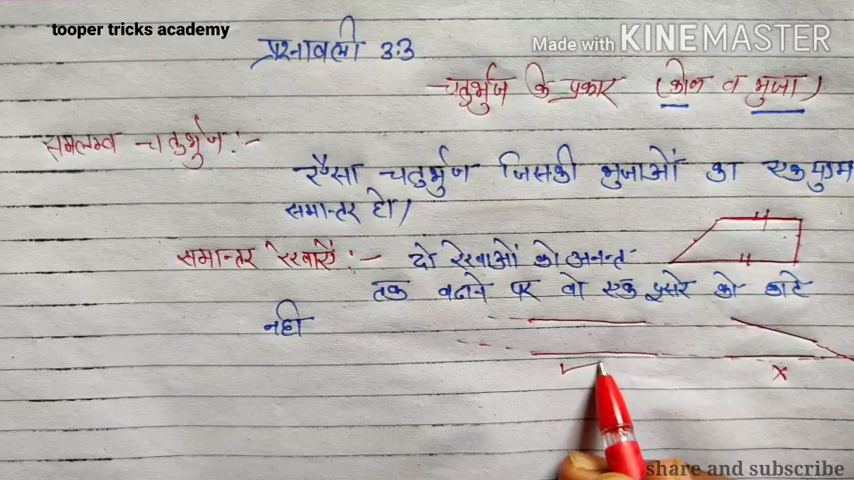 tooper tricks academy
Made with KINEMASTER
प्रश्नावली 3.3
चतुर्भुज के प्रकार (कोन व भुजा)
समलम्ब चतुर्भुज :-
ऐसा चतुर्भुज जिसकी भुजाओं का एक युग्म
समान्तर हो।
समान्तर रेखाऐं :- दो रेखाओं को अनन्त
तक बढाने पर वो एक दूसरे को काटे
नही
share and subscribe